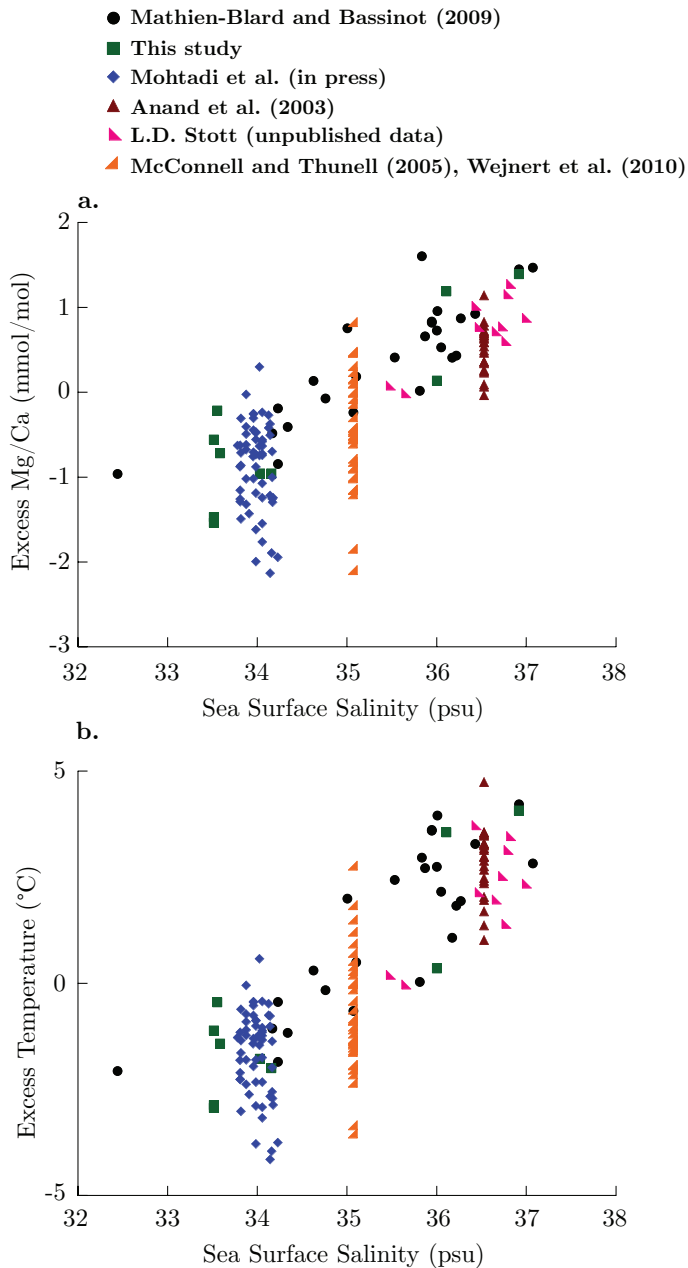 Mathien-Blard and Bassinot (2009)
This study
Mohtadi et al. (in press)
Anand et al. (2003)
L.D. Stott (unpublished data)
McConnell and Thunell (2005), Wejnert et al. (2010)
a.
2
1
0
-1
-2
-3
Excess Mg/Ca (mmol/mol)
32 33 34 35 36 37 38
Sea Surface Salinity (psu)
b.
5
0
-5
Excess Temperature (°C)
32 33 34 35 36 37 38
Sea Surface Salinity (psu)